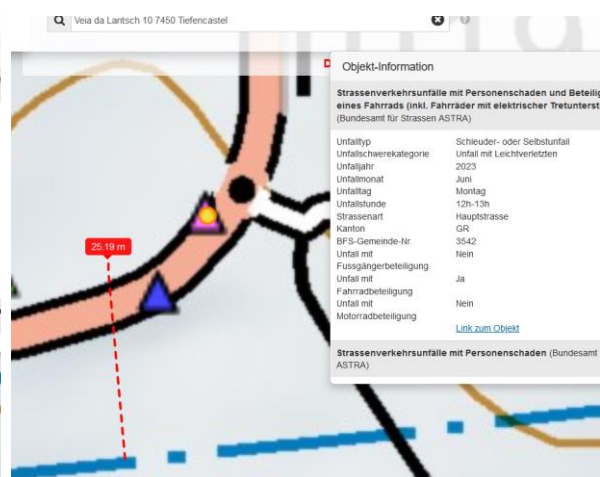 Veia da Lantsch 10 7450 Tiefencastel
D
Objekt-Information
Strassenverkehrsunfälle mit Personenschaden und Beteilig
eines Fahrrads (inkl. Fahrräder mit elektrischer Tretunterst
(Bundesamt für Strassen ASTRA)
Unfalltyp Schleuder- oder Selbstunfall
Unfallschwerekategorie Unfall mit Leichtverletzten
Unfalljahr 2023
Unfallmonat Juni
Unfalltag Montag
Unfallstunde 12h-13h
Strassenart Hauptstrasse
Kanton GR
BFS-Gemeinde-Nr. 3542
Unfall mit Nein
Fussgängerbeteiligung
Unfall mit Ja
Fahrradbeteiligung
Unfall mit Nein
Motorradbeteiligung
Link zum Objekt
Strassenverkehrsunfälle mit Personenschaden (Bundesamt
ASTRA)
25.19 m